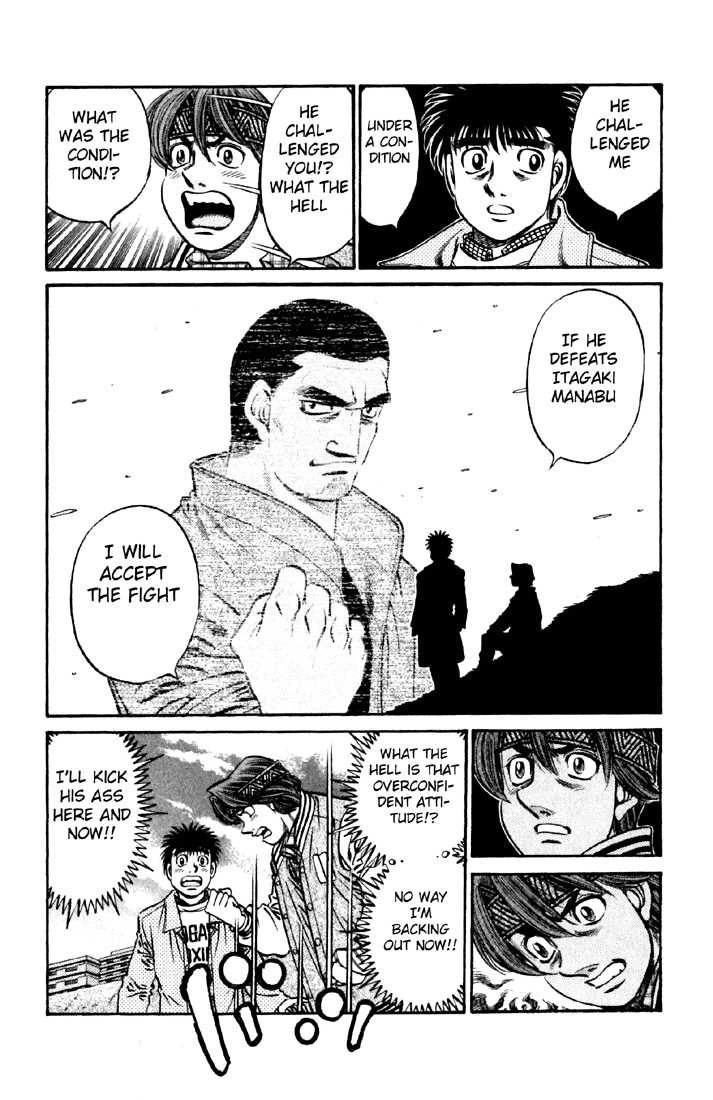 HE
CHAL-
LENGED
ME
UNDER
A CON-
DITION
HE
CHAL-
LENGED
YOU!?
WHAT THE
HELL
WHAT
WAS THE
CONDI-
TION!?
IF HE
DEFEATS
ITAGAKI
MANABU
I WILL
ACCEPT
THE FIGHT
WHAT THE
HELL IS THAT
OVERCONFI-
DENT ATTI-
TUDE!?
NO WAY
I'M
BACKING
OUT NOW!!
I'LL KICK
HIS ASS
HERE AND
NOW!!